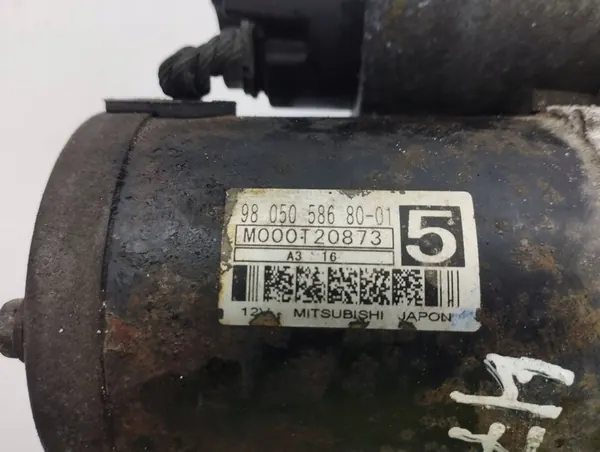 98 050 586 80-01
M000T20873
5
A3 16
12V MITSUBISHI JAPON